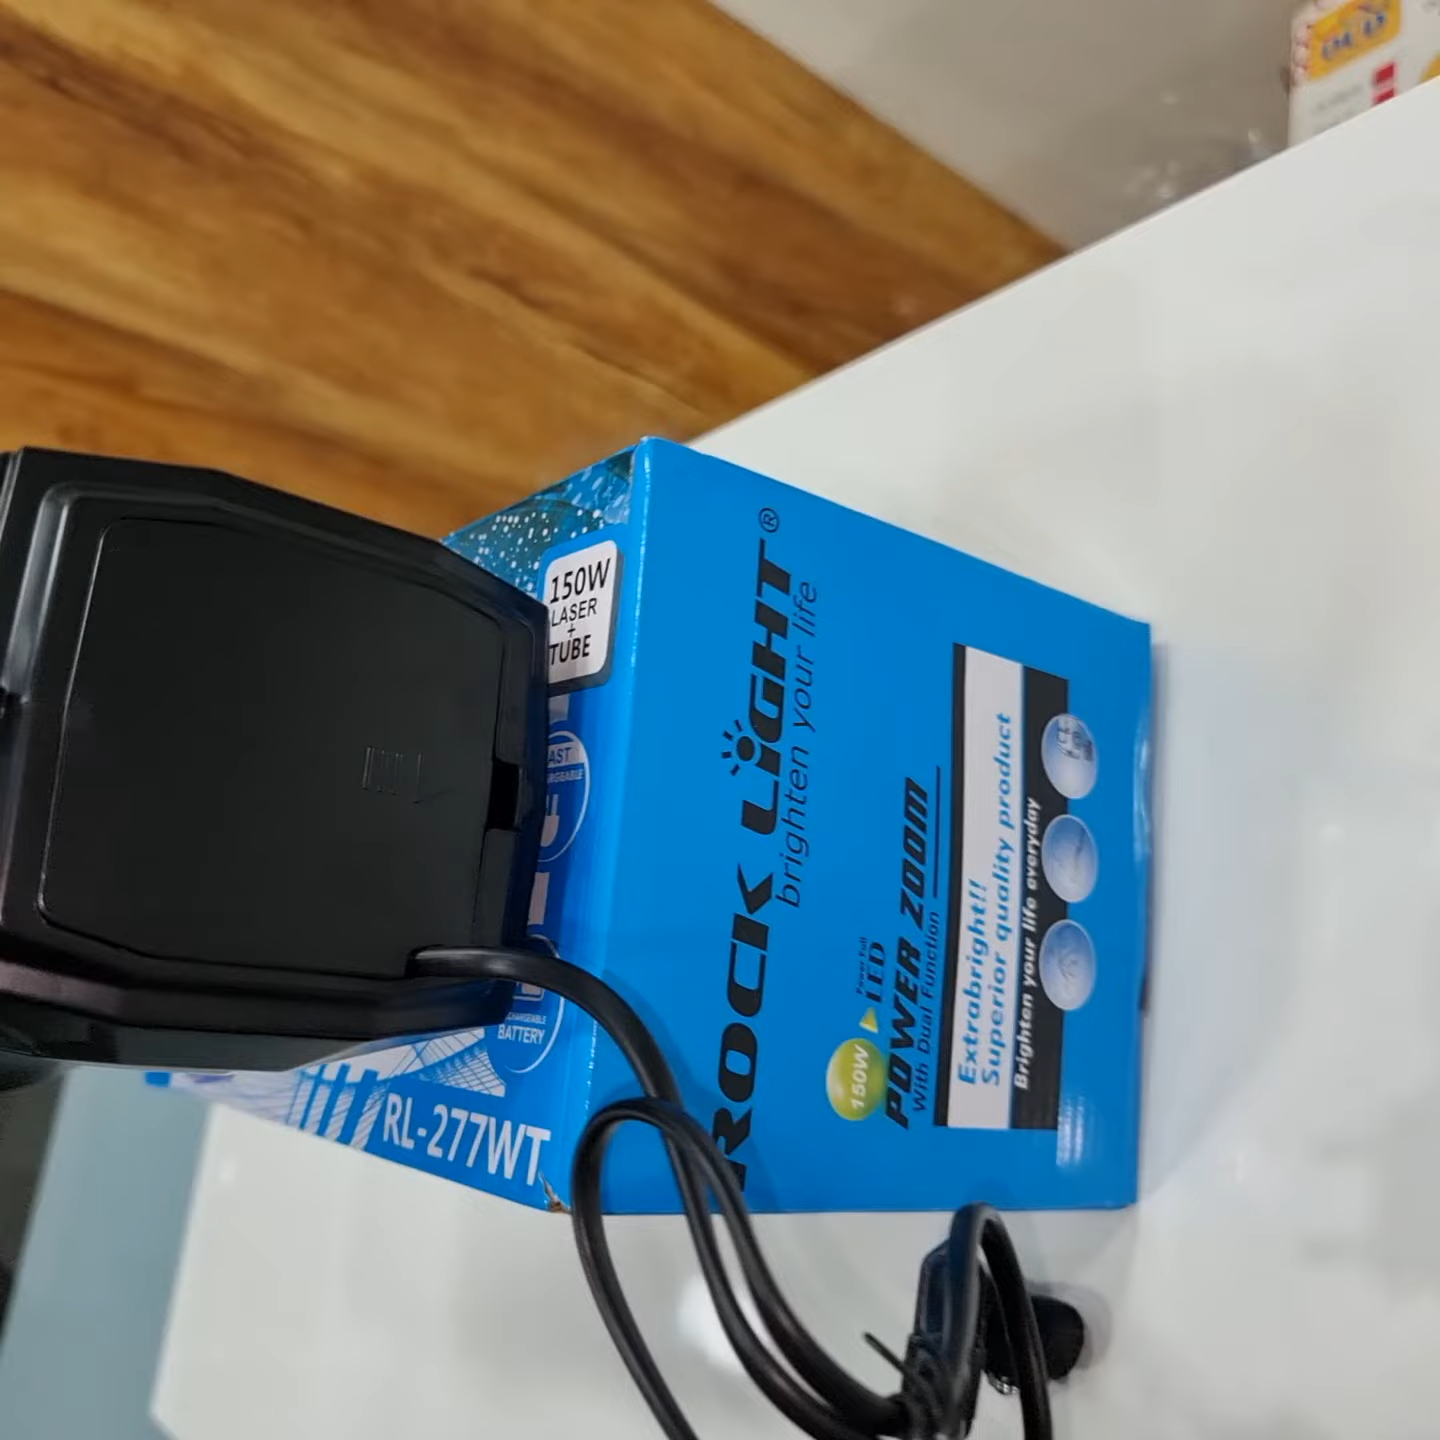 ROCK LiGHT®
brighten your life
150W
Power Full
LED
POWER ZOOM
With Dual Function
Extrabright!!
Superior quality product
Brighten your life everyday
150W
LASER
+
TUBE
BATTERY
RL-277WT